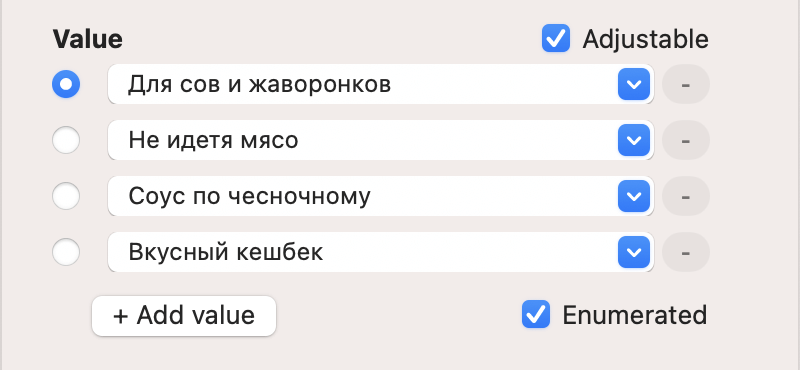 Value Adjustable
Для сов и жаворонков -
Не идетя мясо -
Соус по чесночному -
Вкусный кешбек -
+ Add value Enumerated